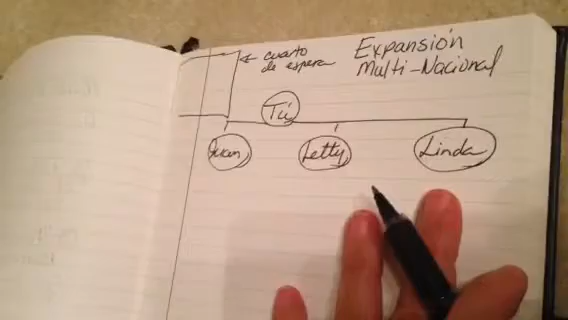 ← cuarto
de espera
Expansión
Multi-Nacional
Tú
Juan
Letty
Linda